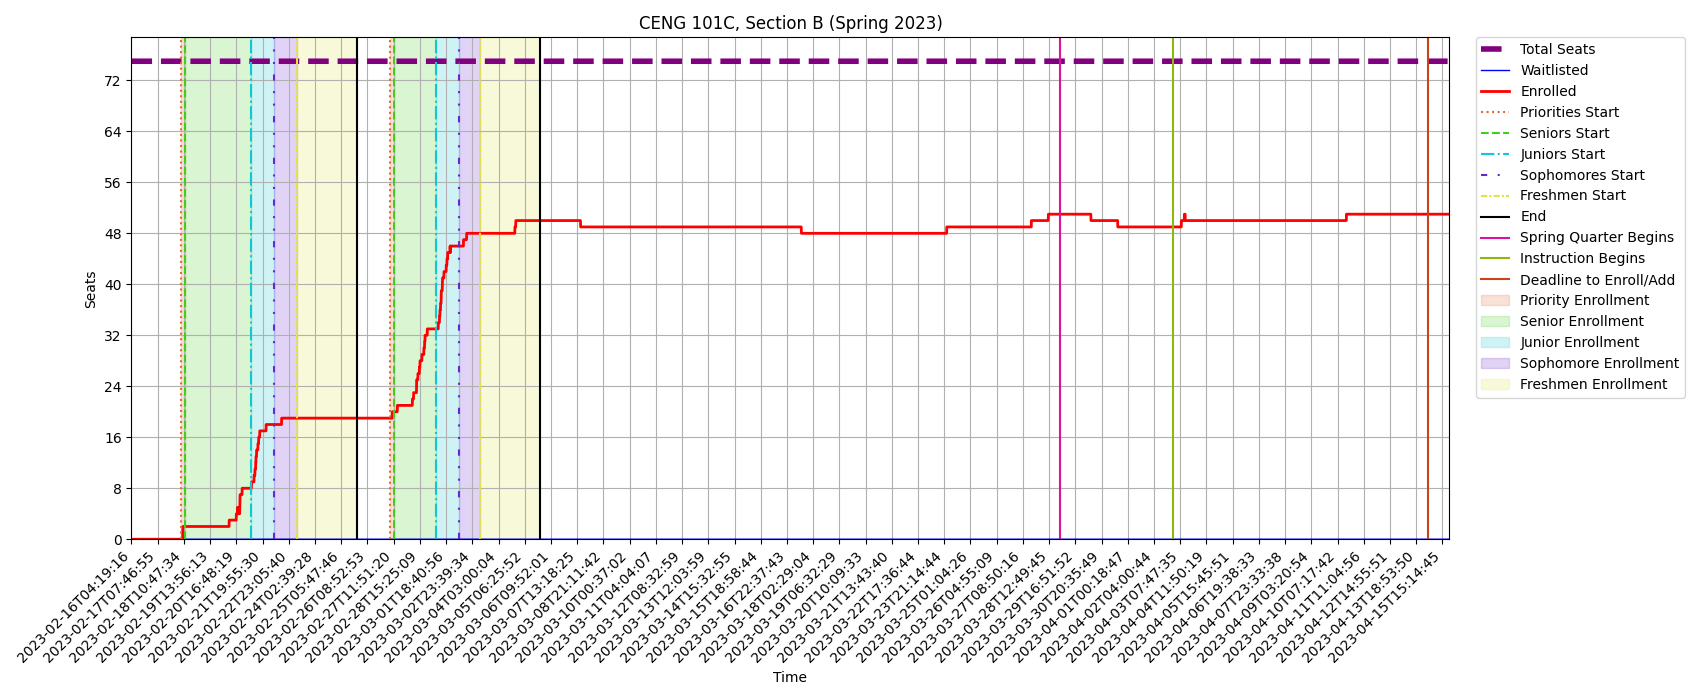 CENG 101C, Section B (Spring 2023)
Total Seats
Waitlisted
Enrolled
Priorities Start
Seniors Start
Juniors Start
Sophomores Start
Freshmen Start
End
Spring Quarter Begins
Instruction Begins
Deadline to Enroll/Add
Priority Enrollment
Senior Enrollment
Junior Enrollment
Sophomore Enrollment
Freshmen Enrollment
Seats
72
64
56
48
40
32
24
16
8
0
2023-02-16T04:19:16
2023-02-17T07:46:55
2023-02-18T10:47:34
2023-02-19T13:56:13
2023-02-20T16:48:19
2023-02-21T19:55:30
2023-02-22T23:05:40
2023-02-24T02:39:28
2023-02-25T05:47:46
2023-02-26T08:52:53
2023-02-27T11:51:20
2023-02-28T15:25:09
2023-03-01T18:40:56
2023-03-02T23:39:34
2023-03-04T03:00:04
2023-03-05T06:25:52
2023-03-06T09:52:01
2023-03-07T13:18:25
2023-03-08T21:11:42
2023-03-10T00:37:02
2023-03-11T04:04:07
2023-03-12T08:32:59
2023-03-13T12:03:59
2023-03-14T15:32:55
2023-03-15T18:58:44
2023-03-16T22:37:43
2023-03-18T02:29:04
2023-03-19T06:32:29
2023-03-20T10:09:33
2023-03-21T13:43:40
2023-03-22T17:36:44
2023-03-23T21:14:44
2023-03-25T01:04:26
2023-03-26T04:55:09
2023-03-27T08:50:16
2023-03-28T12:49:45
2023-03-29T16:51:52
2023-03-30T20:35:49
2023-04-01T00:18:47
2023-04-02T04:00:44
2023-04-03T07:47:35
2023-04-04T11:50:19
2023-04-05T15:45:51
2023-04-06T19:38:33
2023-04-07T23:33:38
2023-04-09T03:20:54
2023-04-10T07:17:42
2023-04-11T11:04:56
2023-04-12T14:55:51
2023-04-13T18:53:50
2023-04-15T15:14:45
Time